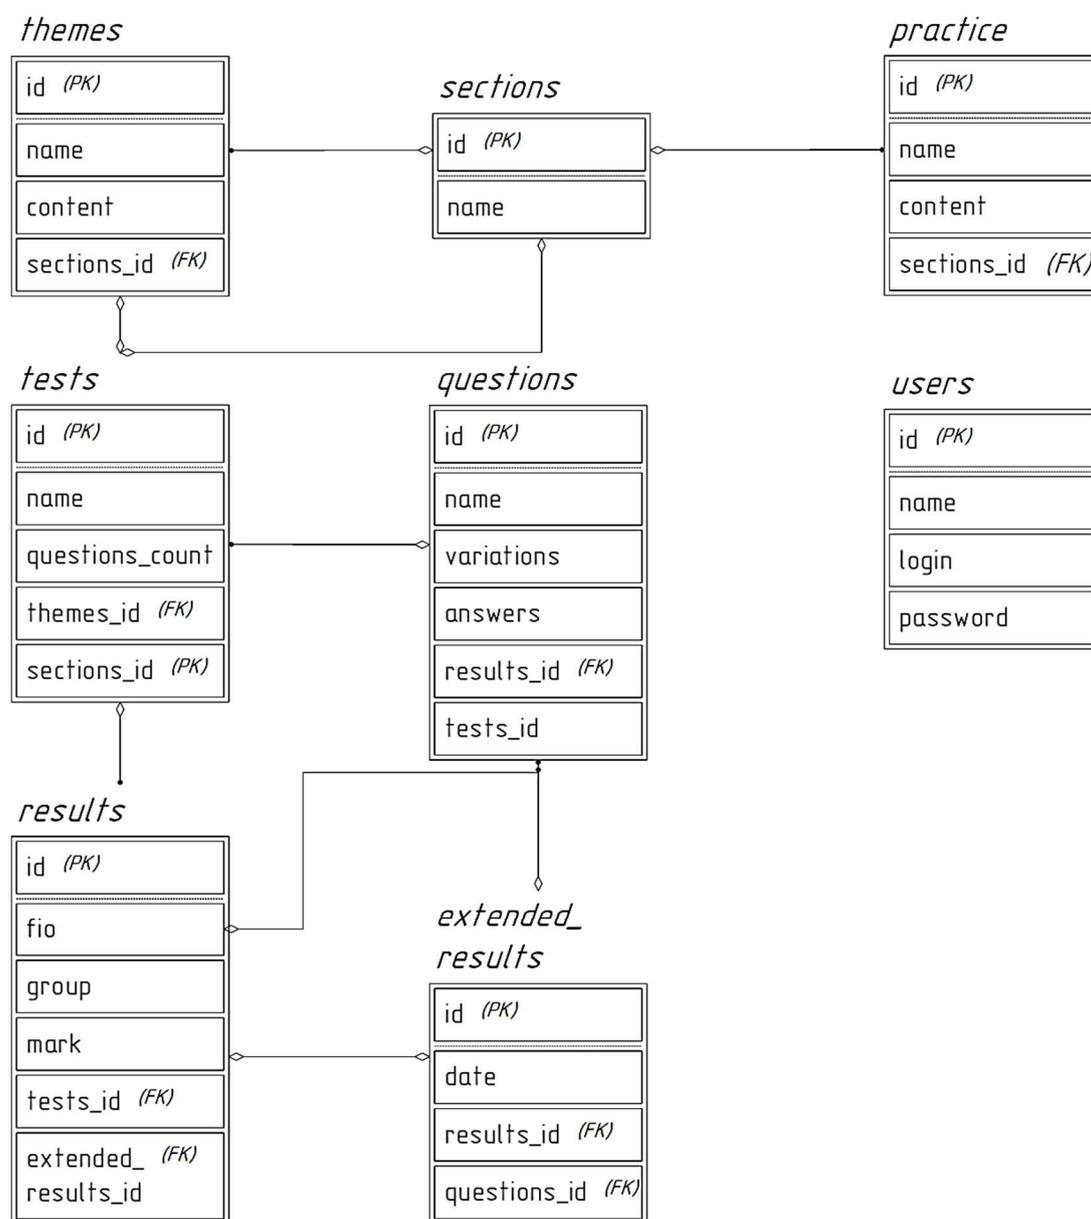 themes
id (PK)
name
content
sections_id (FK)
sections
id (PK)
name
practice
id (PK)
name
content
sections_id (FK)
tests
id (PK)
name
questions_count
themes_id (FK)
sections_id (PK)
questions
id (PK)
name
variations
answers
results_id (FK)
tests_id
users
id (PK)
name
login
password
results
id (PK)
fio
group
mark
tests_id (FK)
extended_ (FK)
results_id
extended_
results
id (PK)
date
results_id (FK)
questions_id (FK)